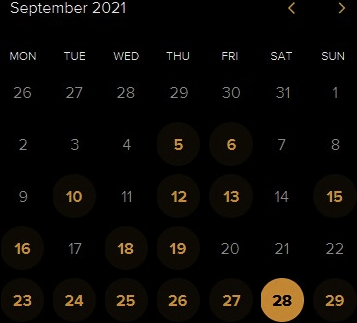 September 2021 < >
MON TUE WED THU FRI SAT SUN
26 27 28 29 30 31 1
2 3 4 5 6 7 8
9 10 11 12 13 14 15
16 17 18 19 20 21 22
23 24 25 26 27 28 29